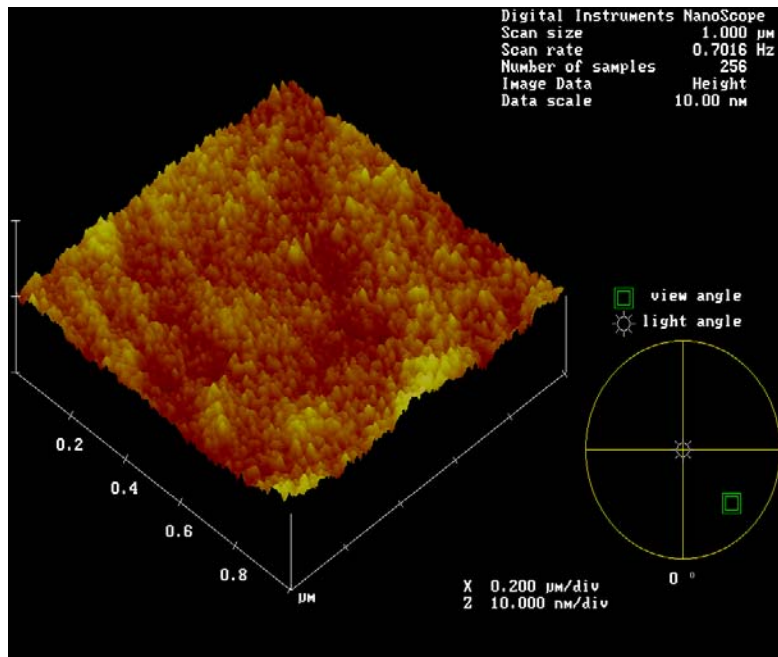 Digital Instruments NanoScope
Scan size 1.000 µm
Scan rate 0.7016 Hz
Number of samples 256
Image Data Height
Data scale 10.00 nm
view angle
light angle
0.2
0.4
0.6
0.8
µm
X 0.200 µm/div
Z 10.000 nm/div
0 °